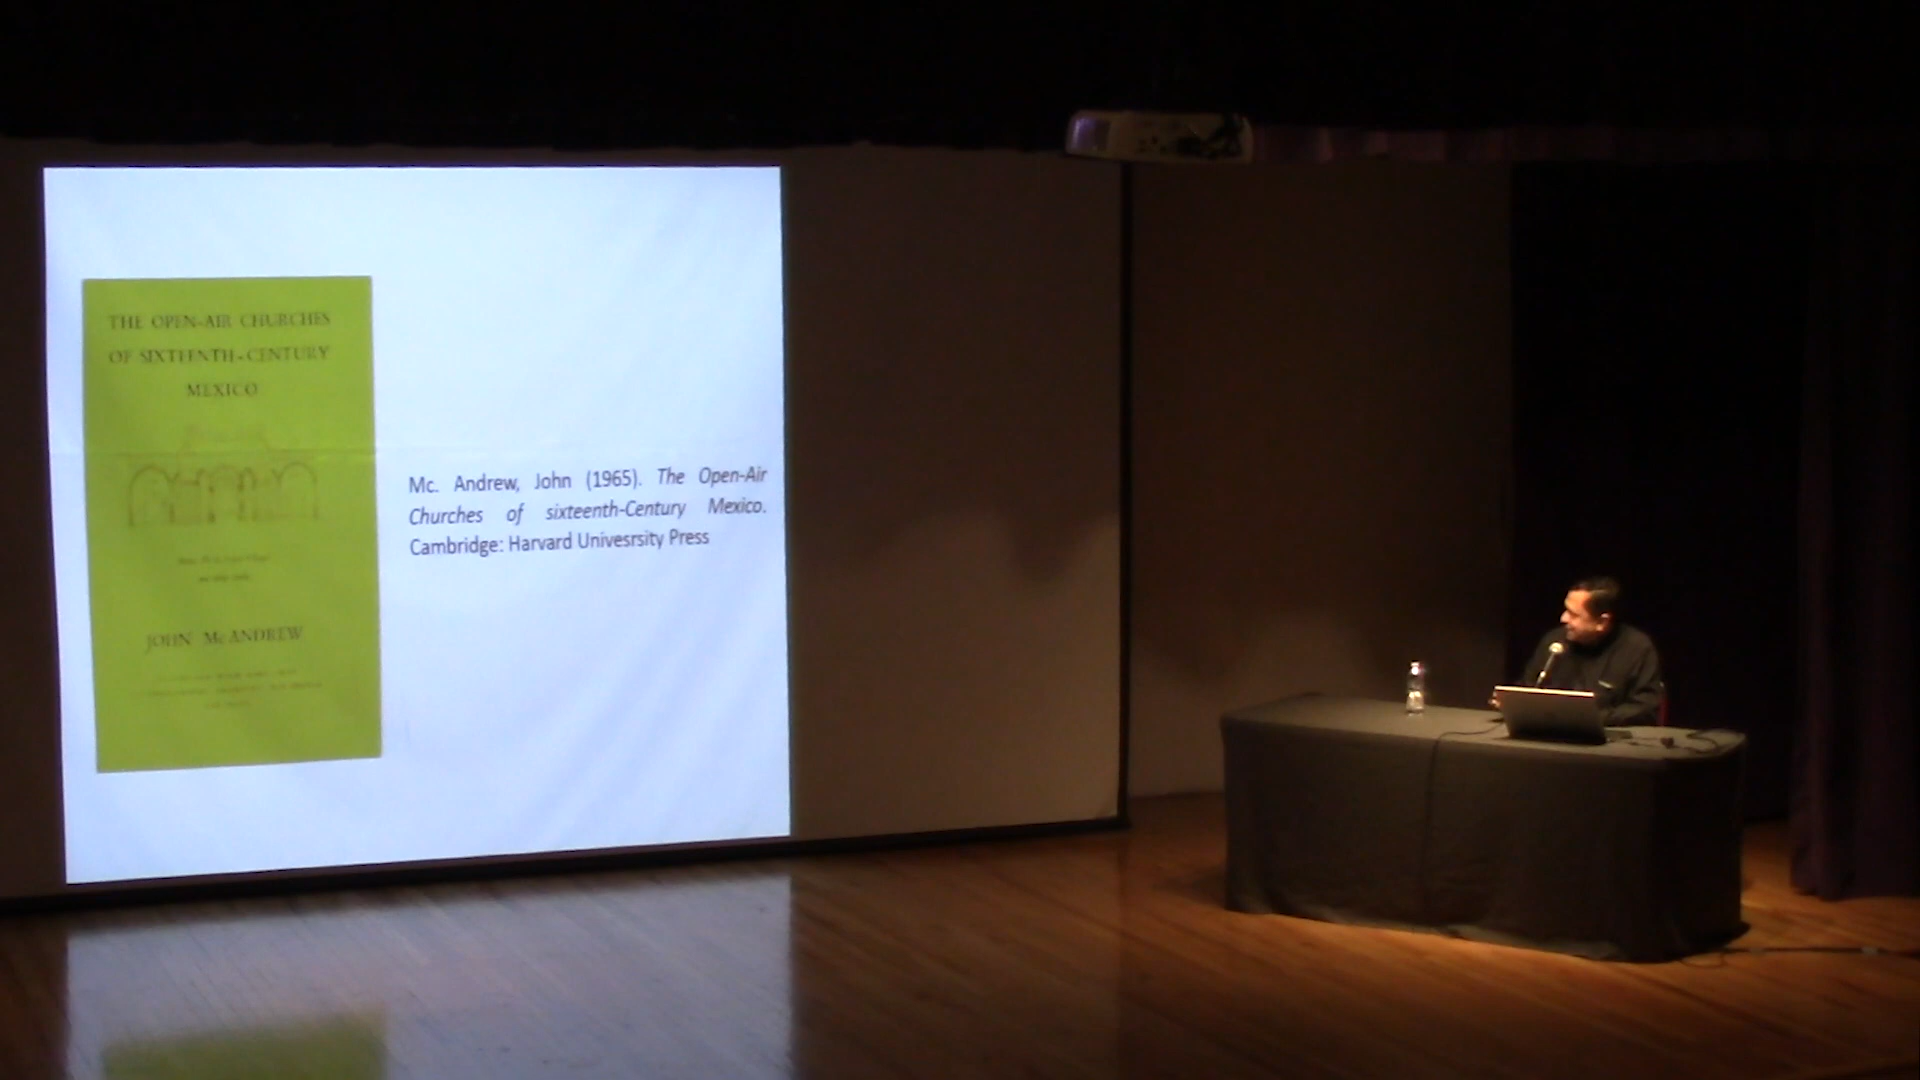 THE OPEN-AIR CHURCHES
OF SIXTEENTH-CENTURY
MEXICO
JOHN McANDREW
Mc. Andrew, John (1965). The Open-Air
Churches of sixteenth-Century Mexico.
Cambridge: Harvard Univesrsity Press